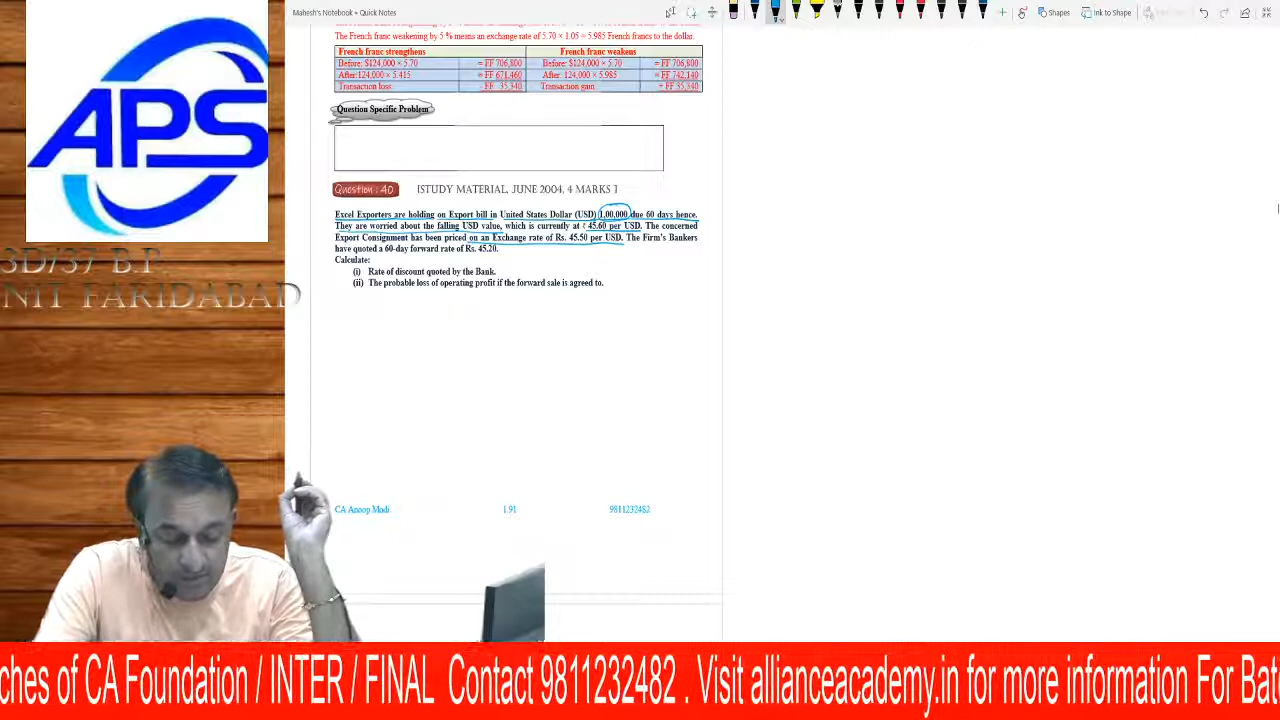 Mahesh's Notebook » Quick Notes
Shapes
Ink to Shape
The French franc weakening by 5 % means an exchange rate of 5.70 × 1.05 = 5.985 French francs to the dollar.
French franc strengthens French franc weakens
Before: $124,000 × 5.70 = FF 706,800 Before: $124,000 × 5.70 = FF 706,800
After:124,000 × 5.415 = FF 671,460 After: 124,000 × 5.985 = FF 742,140
Transaction loss - FF 35,340 Transaction gain + FF 35,340
Question Specific Problem
Question : 40 [STUDY MATERIAL, JUNE 2004, 4 MARKS ]
Excel Exporters are holding on Export bill in United States Dollar (USD) 1,00,000 due 60 days hence.
They are worried about the falling USD value, which is currently at ₹ 45.60 per USD. The concerned
Export Consignment has been priced on an Exchange rate of Rs. 45.50 per USD. The Firm's Bankers
have quoted a 60-day forward rate of Rs. 45.20.
Calculate:
(i) Rate of discount quoted by the Bank.
(ii) The probable loss of operating profit if the forward sale is agreed to.
CA Anoop Modi 1.91 9811232482
APS
3D/37 B.P.
NIT FARIDABAD
ches of CA Foundation / INTER / FINAL Contact 9811232482 . Visit allianceacademy.in for more information For Bat